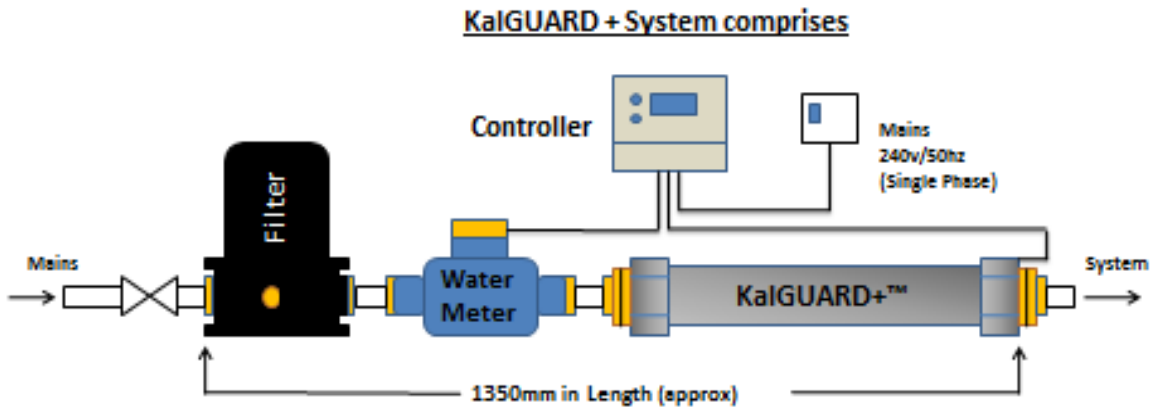 KalGUARD + System comprises
Controller
Mains
240v/50hz
(Single Phase)
Filter
Mains
Water
Meter
KalGUARD+™
System
1350mm in Length (approx)